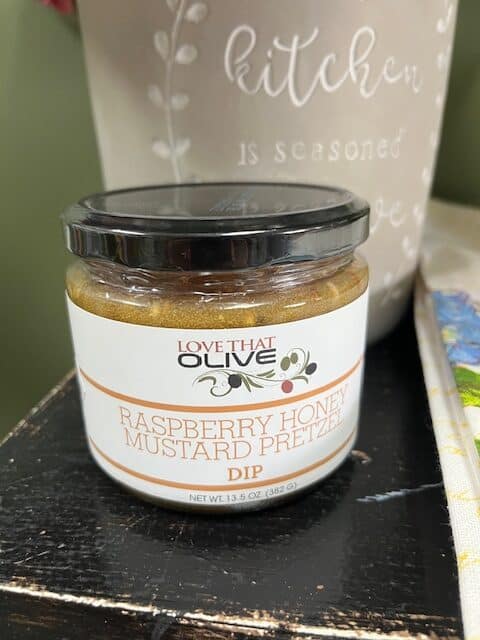 kitchen
IS SEASONED
LOVE THAT
OLIVE
RASPBERRY HONEY
MUSTARD PRETZEL
DIP
NET WT. 13.5 OZ. (382 G)